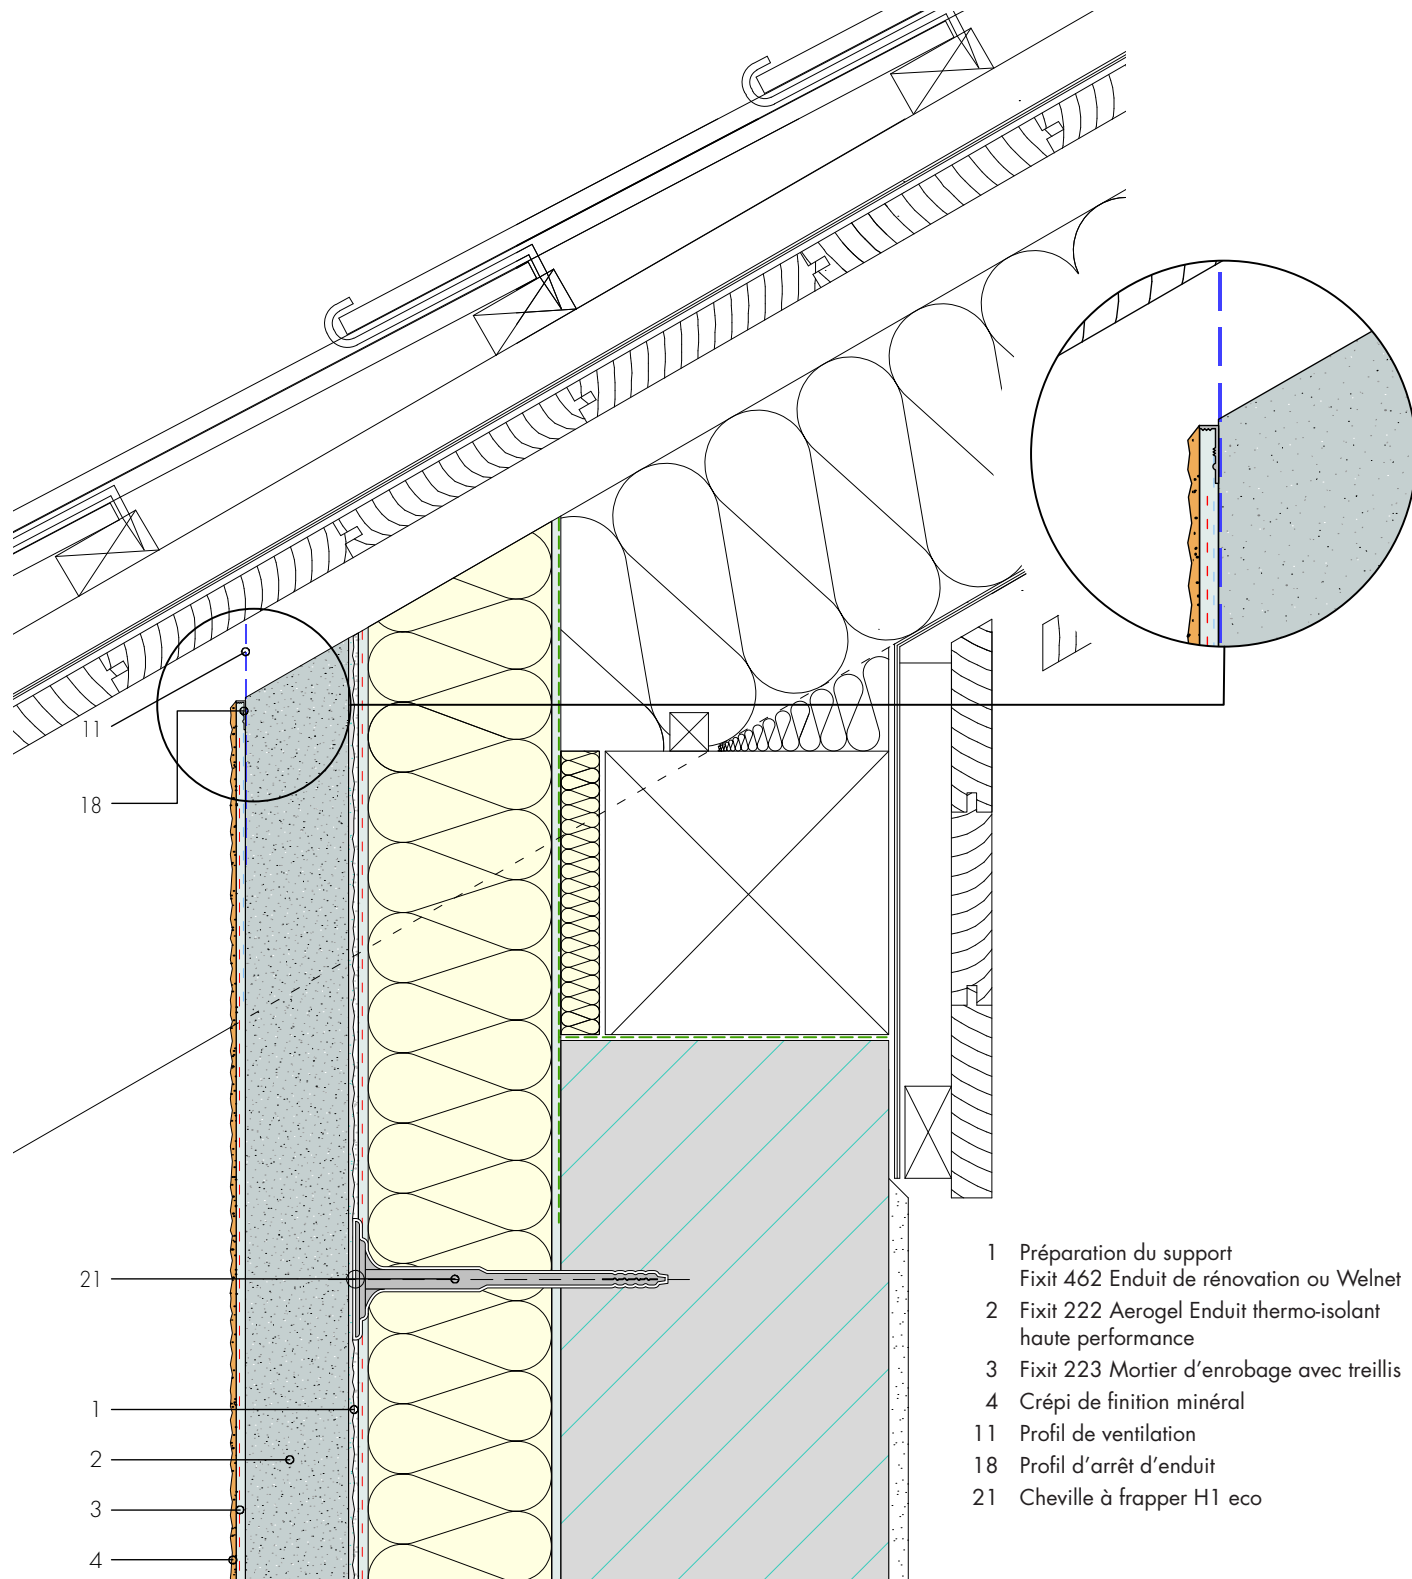 11
18
21
1
2
3
4
1 Préparation du support
Fixit 462 Enduit de rénovation ou Welnet
2 Fixit 222 Aerogel Enduit thermo-isolant
haute performance
3 Fixit 223 Mortier d’enrobage avec treillis
4 Crépi de finition minéral
11 Profil de ventilation
18 Profil d’arrêt d’enduit
21 Cheville à frapper H1 eco